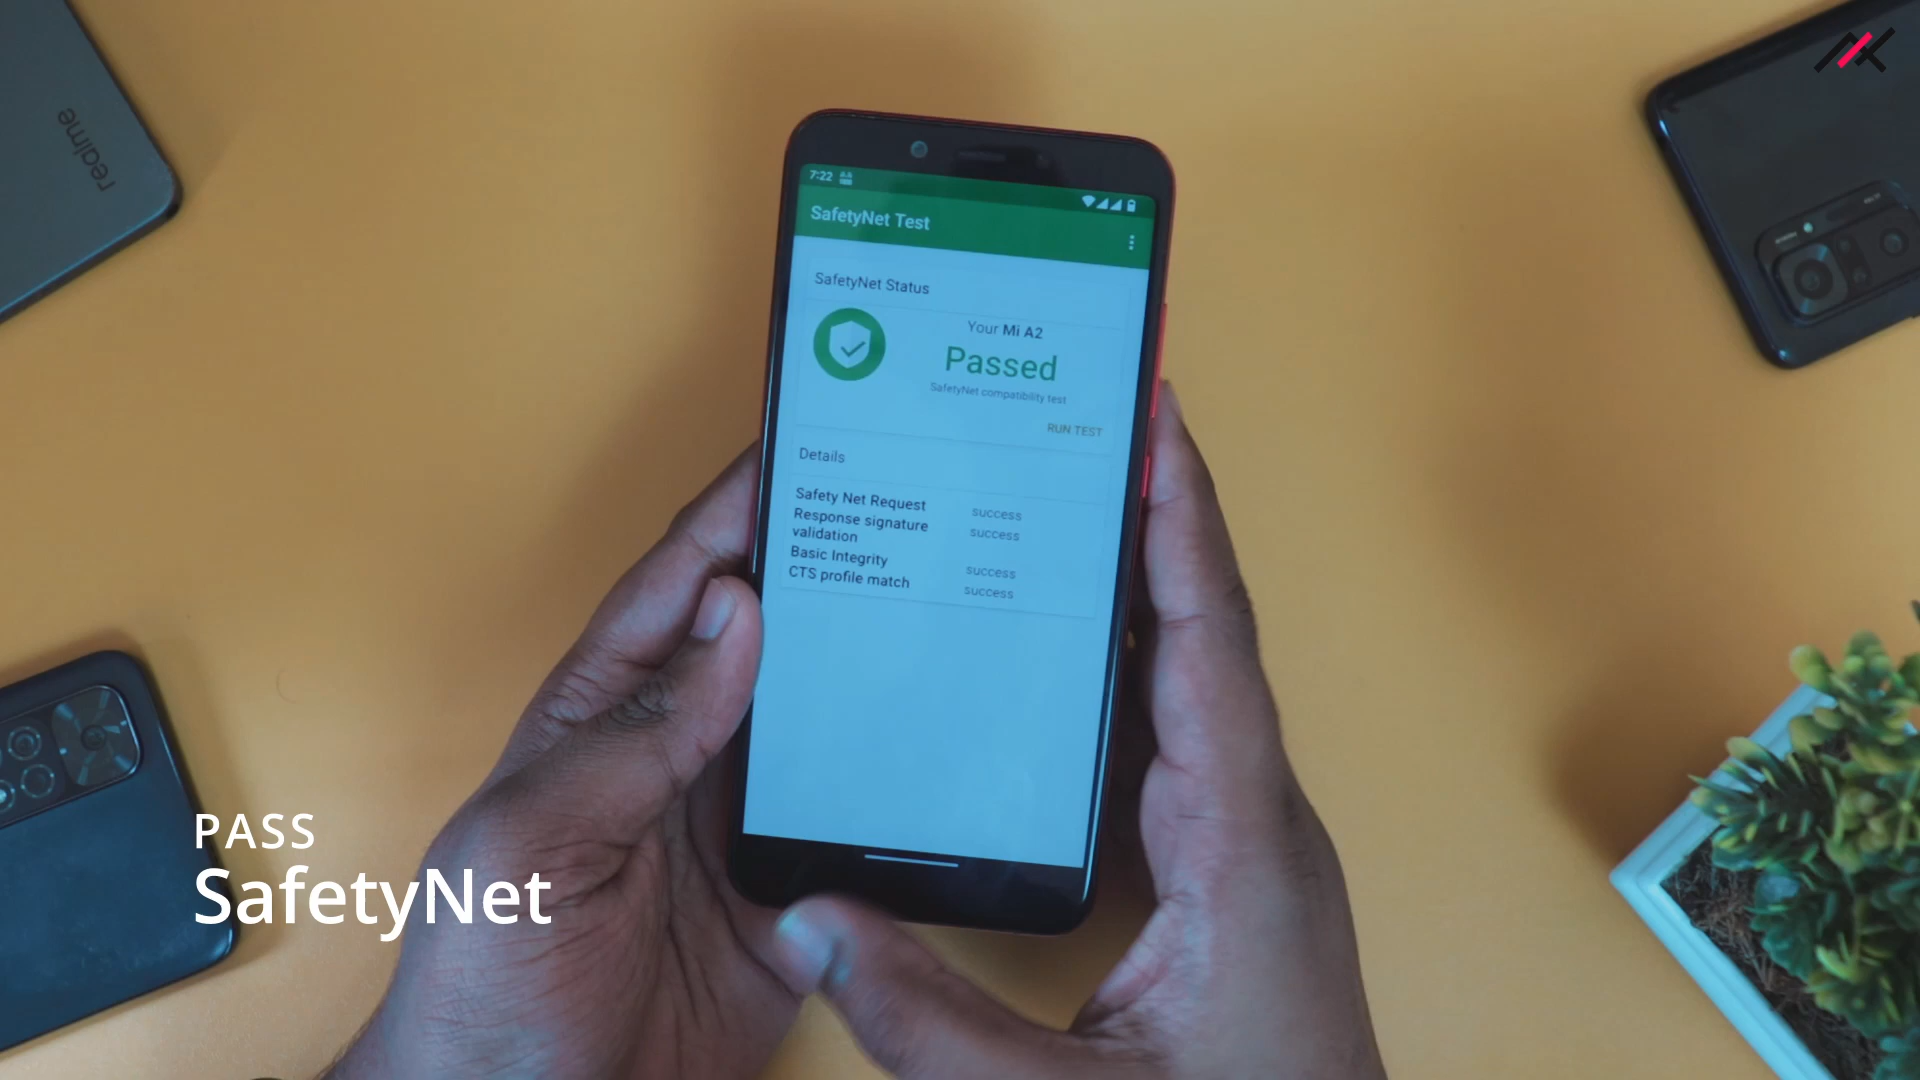 realme
7:22
SafetyNet Test
SafetyNet Status
Your Mi A2
Passed
SafetyNet compatibility test
RUN TEST
Details
Safety Net Request success
Response signature validation success
Basic Integrity success
CTS profile match success
PASS
SafetyNet